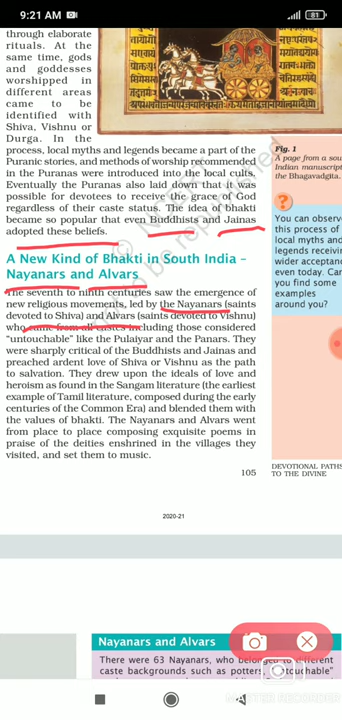 9:21 AM
81
through elaborate
rituals. At the
same time, gods
and goddesses
worshipped in
different areas
came to be
identified with
Shiva, Vishnu or
Durga. In the
process, local myths and legends became a part of the
Puranic stories, and methods of worship recommended
in the Puranas were introduced into the local cults.
Eventually the Puranas also laid down that it was
possible for devotees to receive the grace of God
regardless of their caste status. The idea of bhakti
became so popular that even Buddhists and Jainas
adopted these beliefs.
Fig. 1
A page from a sou
Indian manuscrip
the Bhagavadgita.
?
You can observ
this process of
local myths and
legends receivin
wider acceptanc
even today. Can
you find some
examples
around you?
A New Kind of Bhakti in South India –
Nayanars and Alvars
The seventh to ninth centuries saw the emergence of
new religious movements, led by the Nayanars (saints
devoted to Shiva) and Alvars (saints devoted to Vishnu)
who came from all castes including those considered
“untouchable” like the Pulaiyar and the Panars. They
were sharply critical of the Buddhists and Jainas and
preached ardent love of Shiva or Vishnu as the path
to salvation. They drew upon the ideals of love and
heroism as found in the Sangam literature (the earliest
example of Tamil literature, composed during the early
centuries of the Common Era) and blended them with
the values of bhakti. The Nayanars and Alvars went
from place to place composing exquisite poems in
praise of the deities enshrined in the villages they
visited, and set them to music.
105
DEVOTIONAL PATHS
TO THE DIVINE
2020-21
Nayanars and Alvars
There were 63 Nayanars, who belonged to different
caste backgrounds such as potters, “untouchable”